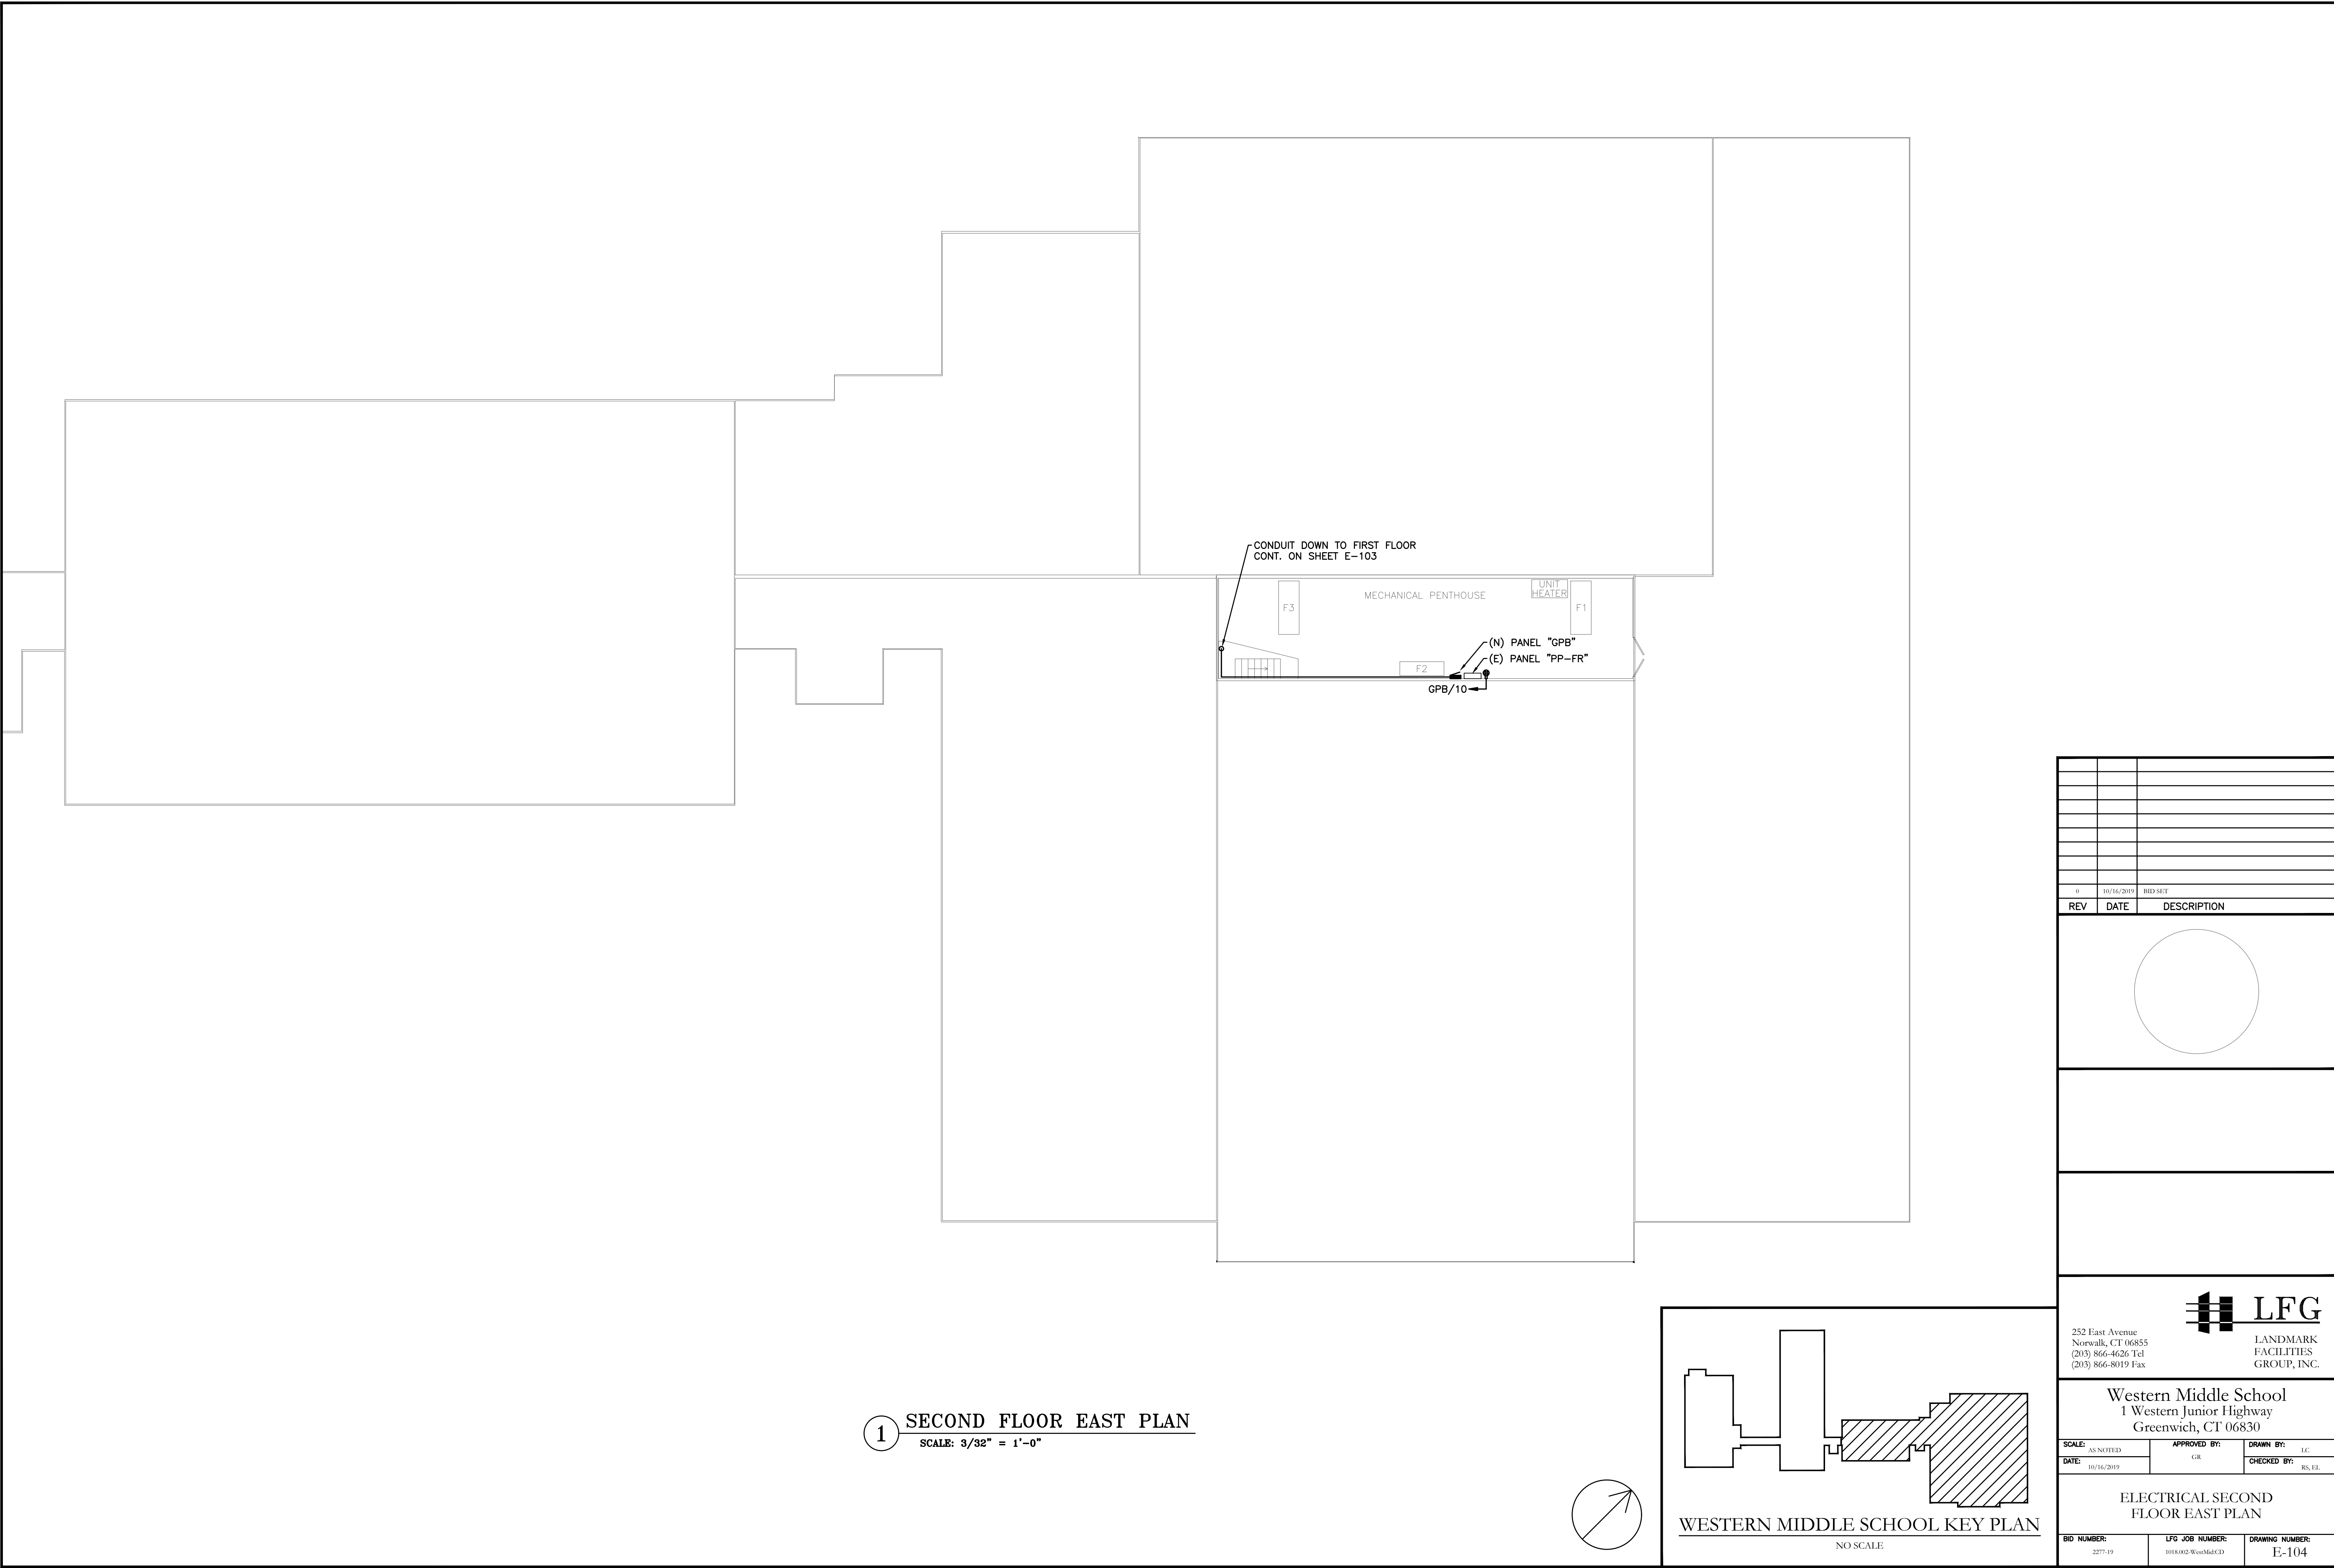 CONDUIT DOWN TO FIRST FLOOR
CONT. ON SHEET E-103
MECHANICAL PENTHOUSE
UNIT
HEATER
F3
F1
F2
(N) PANEL "GPB"
(E) PANEL "PP-FR"
GPB/10
1
SECOND FLOOR EAST PLAN
SCALE: 3/32" = 1'-0"
WESTERN MIDDLE SCHOOL KEY PLAN
NO SCALE
0 10/16/2019 BID SET
REV DATE DESCRIPTION
LFG
LANDMARK
FACILITIES
GROUP, INC.
252 East Avenue
Norwalk, CT 06855
(203) 866-4626 Tel
(203) 866-8019 Fax
Western Middle School
1 Western Junior Highway
Greenwich, CT 06830
SCALE: AS NOTED
APPROVED BY: GR
DRAWN BY: LC
DATE: 10/16/2019
CHECKED BY: RS, EL
ELECTRICAL SECOND
FLOOR EAST PLAN
BID NUMBER: 2277-19
LFG JOB NUMBER: 1018.002-WestMid:CD
DRAWING NUMBER: E-104